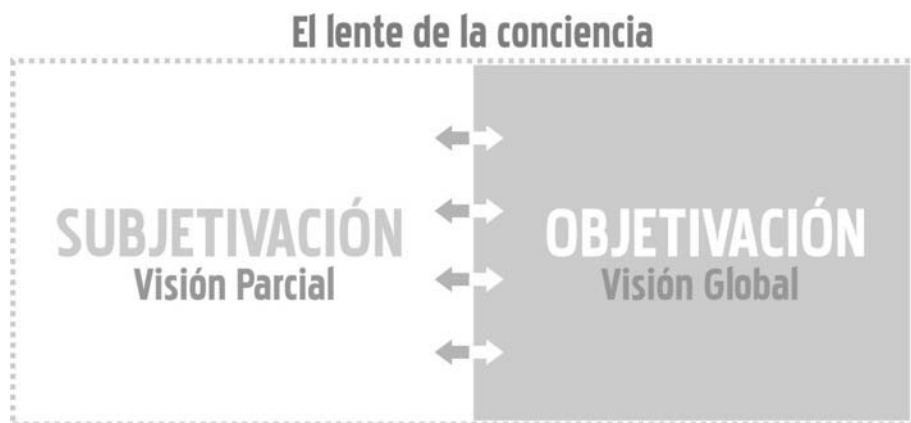 El lente de la conciencia
SUBJETIVACIÓN
Visión Parcial
OBJETIVACIÓN
Visión Global